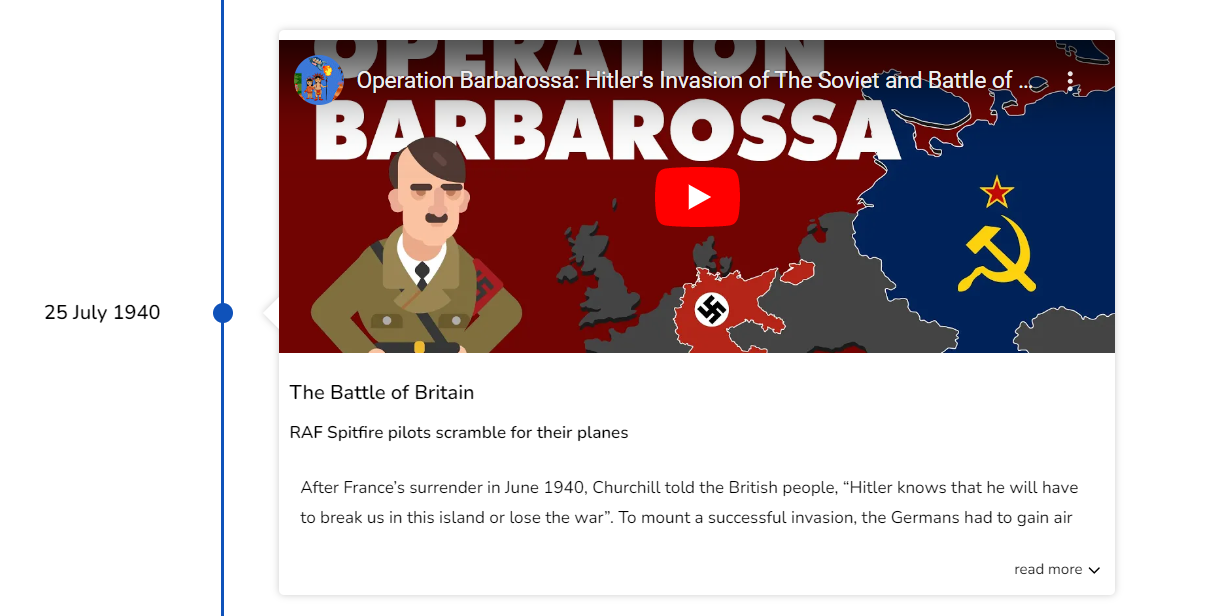 OPERATION
Operation Barbarossa: Hitler's Invasion of The Soviet and Battle of ...
BARBAROSSA
25 July 1940
The Battle of Britain
RAF Spitfire pilots scramble for their planes
After France’s surrender in June 1940, Churchill told the British people, “Hitler knows that he will have
to break us in this island or lose the war”. To mount a successful invasion, the Germans had to gain air
read more